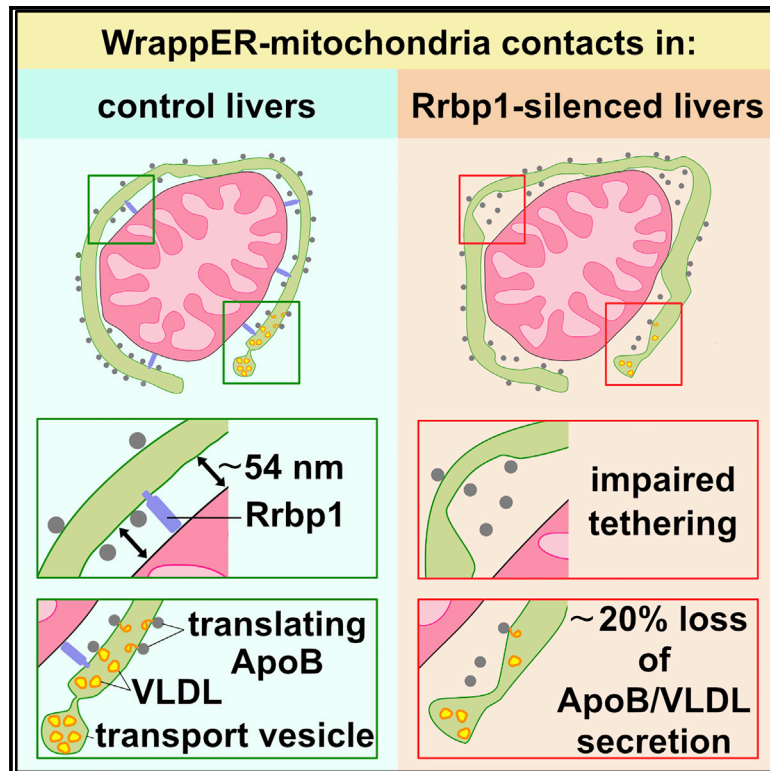 WrappER-mitochondria contacts in:
control livers
Rrbp1-silenced livers
~54 nm
Rrbp1
impaired
tethering
translating
ApoB
VLDL
transport vesicle
~20% loss
of
ApoB/VLDL
secretion